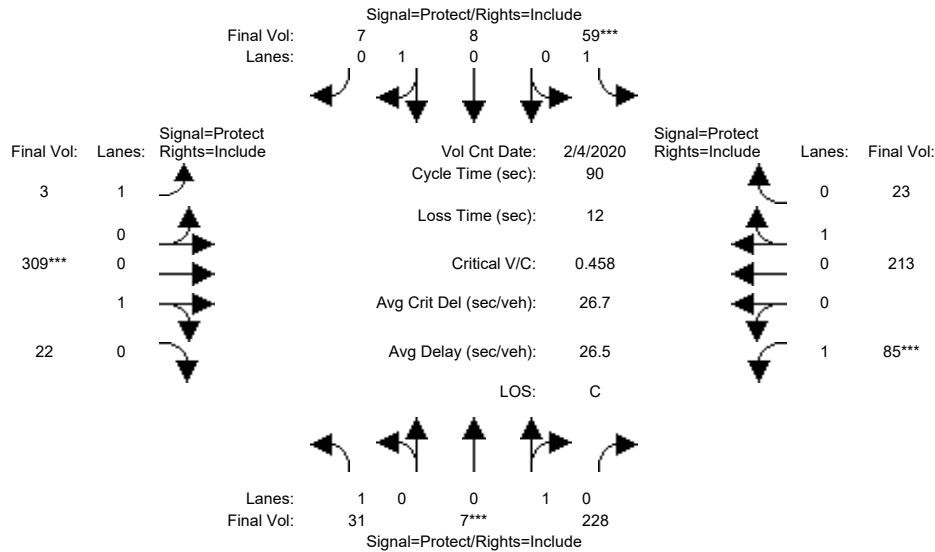 Signal=Protect/Rights=Include
Final Vol: 7 8 59***
Lanes: 0 1 0 0 1
Signal=Protect Signal=Protect
Final Vol: Lanes: Rights=Include Vol Cnt Date: 2/4/2020 Rights=Include Lanes: Final Vol:
Cycle Time (sec): 90
3 1 0 23
Loss Time (sec): 12
0 1
309*** 0 Critical V/C: 0.458 0 213
1 Avg Crit Del (sec/veh): 26.7 0
22 0 Avg Delay (sec/veh): 26.5 1 85***
LOS: C
Lanes: 1 0 0 1 0
Final Vol: 31 7*** 228
Signal=Protect/Rights=Include